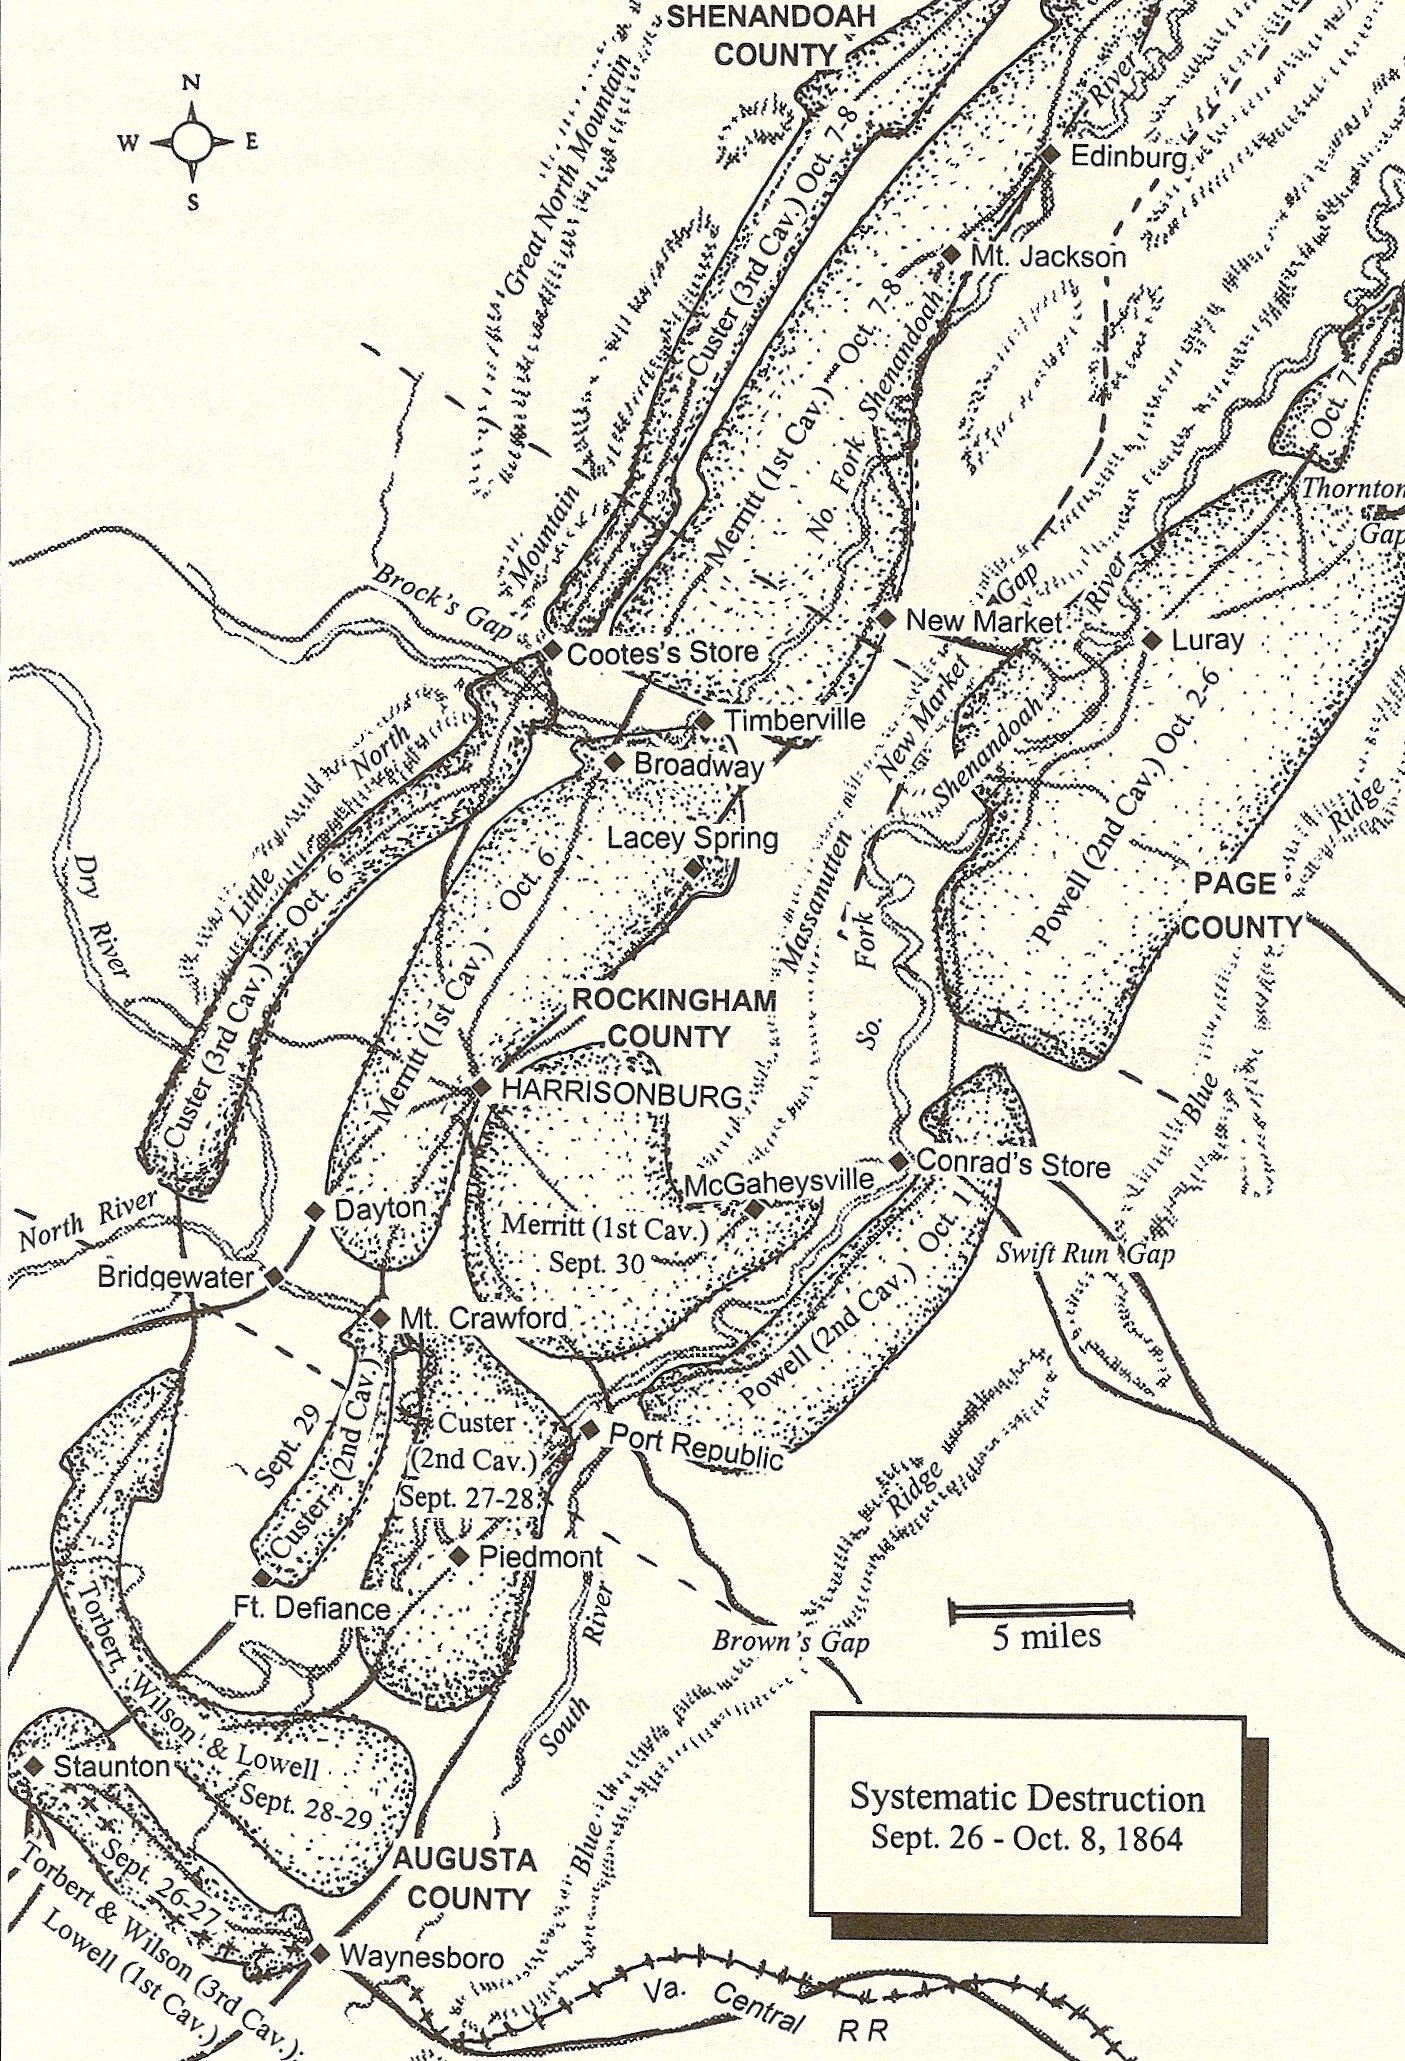 SHENANDOAH
COUNTY
N
W
E
S
Great North Mountain
River
Edinburg
Custer (3rd Cav.) Oct. 7-8
Mt. Jackson
Merritt (1st Cav.) Oct. 7-8
No. Fork Shenandoah
Oct. 7
Thornton
Gap
Mountain
Brock's Gap
Gap
River
New Market
Luray
Cootes's Store
New Market
Shenandoah
Timberville
North
Broadway
Powell (2nd Cav.) Oct. 2-6
Ridge
Lacey Spring
Dry River
Little
Oct. 6
Oct. 6
Massanutten
PAGE
COUNTY
Fork
So.
Custer (3rd Cav.)
Merritt (1st Cav.)
ROCKINGHAM
COUNTY
HARRISONBURG
Blue
Conrad's Store
McGaheysville
Dayton
North River
Merritt (1st Cav.)
Sept. 30
Swift Run Gap
Bridgewater
Mt. Crawford
Powell (2nd Cav.) Oct. 1
Sept. 29
Custer (2nd Cav.)
Custer
(2nd Cav.)
Sept. 27-28
Port Republic
Ridge
Piedmont
Ft. Defiance
River
South
Brown's Gap
5 miles
Torbert, Wilson & Lowell
Sept. 28-29
Staunton
Systematic Destruction
Sept. 26 - Oct. 8, 1864
Blue
AUGUSTA
COUNTY
Sept. 26-27
Torbert & Wilson (3rd Cav.);
Lowell (1st Cav.)
Waynesboro
Va. Central
R R